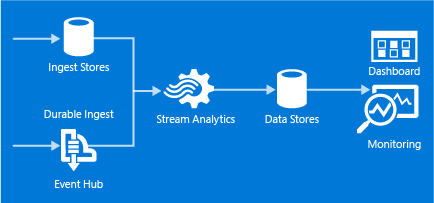 Ingest Stores
Durable Ingest
Event Hub
Stream Analytics
Data Stores
Dashboard
Monitoring